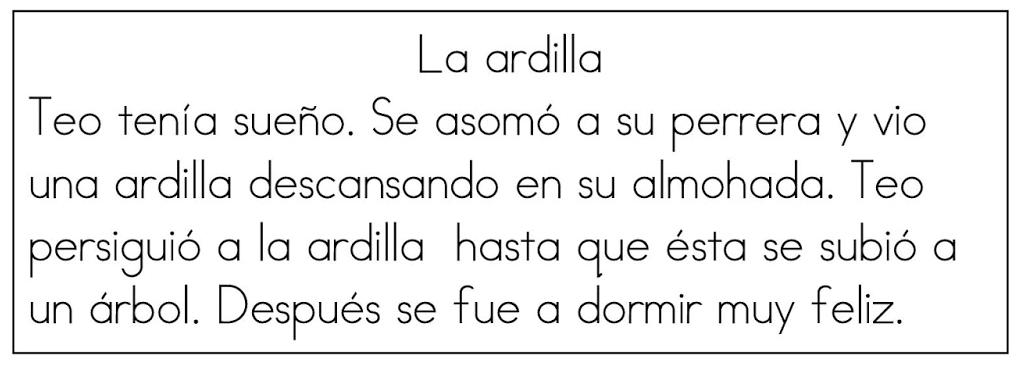 La ardilla
Teo tenía sueño. Se asomó a su perrera y vio
una ardilla descansando en su almohada. Teo
persiguió a la ardilla hasta que ésta se subió a
un árbol. Después se fue a dormir muy feliz.